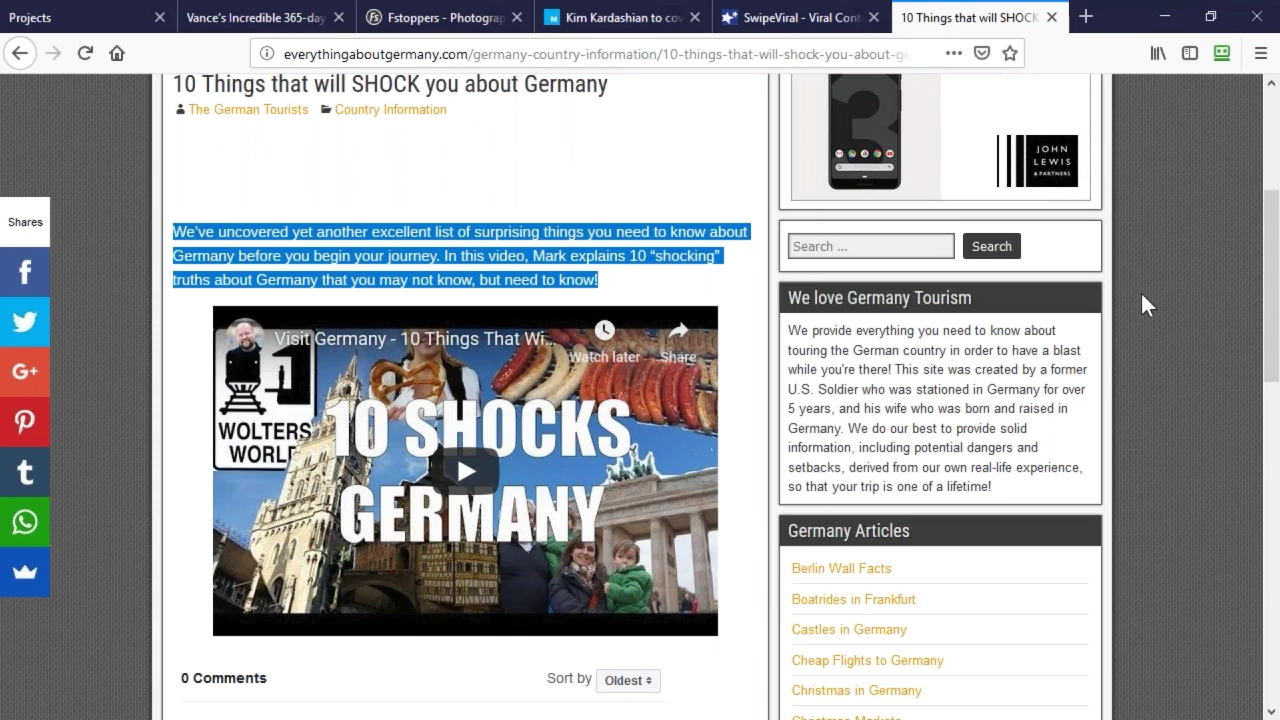 Projects
Vance's Incredible 365-day
Fstoppers - Photograp
Kim Kardashian to cov
SwipeViral - Viral Cont
10 Things that will SHOCK
everythingaboutgermany.com/germany-country-information/10-things-that-will-shock-you-about-ge
10 Things that will SHOCK you about Germany
The German Tourists
Country Information
We've uncovered yet another excellent list of surprising things you need to know about
Germany before you begin your journey. In this video, Mark explains 10 “shocking”
truths about Germany that you may not know, but need to know!
Shares
Visit Germany - 10 Things That Wi...
Watch later
Share
WOLTERS
WORLD
10 SHOCKS
GERMANY
0 Comments
Sort by
Oldest
3
JOHN
LEWIS
& PARTNERS
Search ...
Search
We love Germany Tourism
We provide everything you need to know about
touring the German country in order to have a blast
while you're there! This site was created by a former
U.S. Soldier who was stationed in Germany for over
5 years, and his wife who was born and raised in
Germany. We do our best to provide solid
information, including potential dangers and
setbacks, derived from our own real-life experience,
so that your trip is one of a lifetime!
Germany Articles
Berlin Wall Facts
Boatrides in Frankfurt
Castles in Germany
Cheap Flights to Germany
Christmas in Germany
Christmas Markets